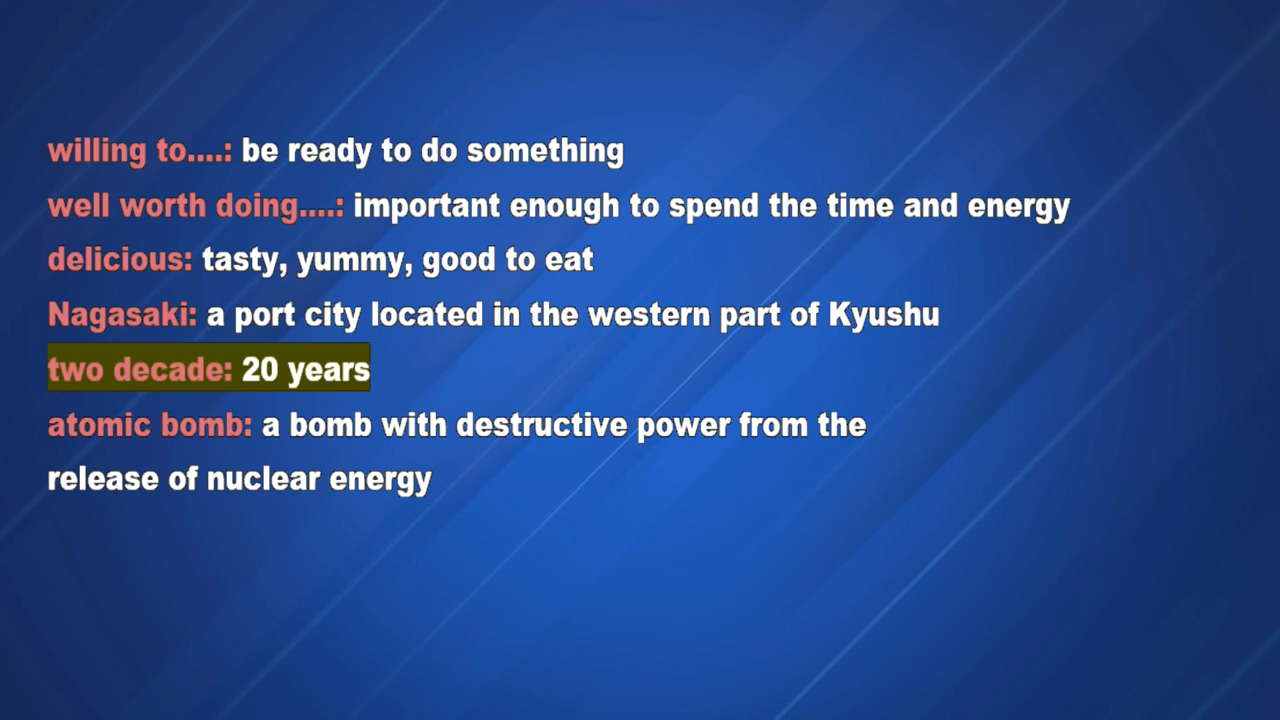 willing to....: be ready to do something
well worth doing....: important enough to spend the time and energy
delicious: tasty, yummy, good to eat
Nagasaki: a port city located in the western part of Kyushu
two decade: 20 years
atomic bomb: a bomb with destructive power from the
release of nuclear energy